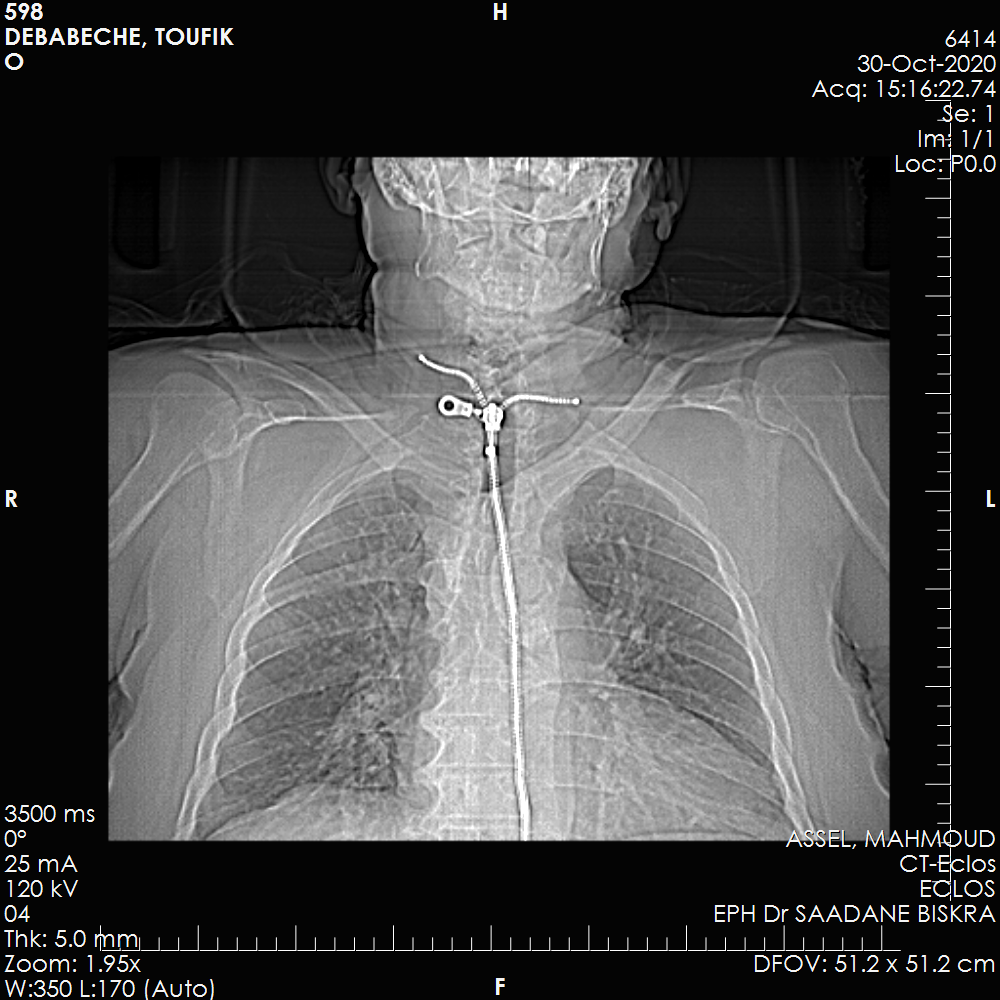 598
DEBABECHE, TOUFIK
O
H
6414
30-Oct-2020
Acq: 15:16:22.74
Se: 1
Im: 1/1
Loc: P0.0
R
L
3500 ms
0°
25 mA
120 kV
04
Thk: 5.0 mm
Zoom: 1.95x
W:350 L:170 (Auto)
F
ASSEL, MAHMOUD
CT-Eclos
ECLOS
EPH Dr SAADANE BISKRA
DFOV: 51.2 x 51.2 cm